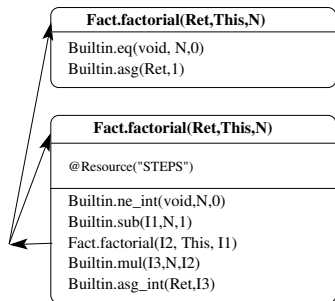 Fact.factorial(Ret,This,N)
Builtin.eq(void, N,0)
Builtin.asg(Ret,1)
Fact.factorial(Ret,This,N)
@Resource("STEPS")
Builtin.ne_int(void,N,0)
Builtin.sub(I1,N,1)
Fact.factorial(I2, This, I1)
Builtin.mul(I3,N,I2)
Builtin.asg_int(Ret,I3)